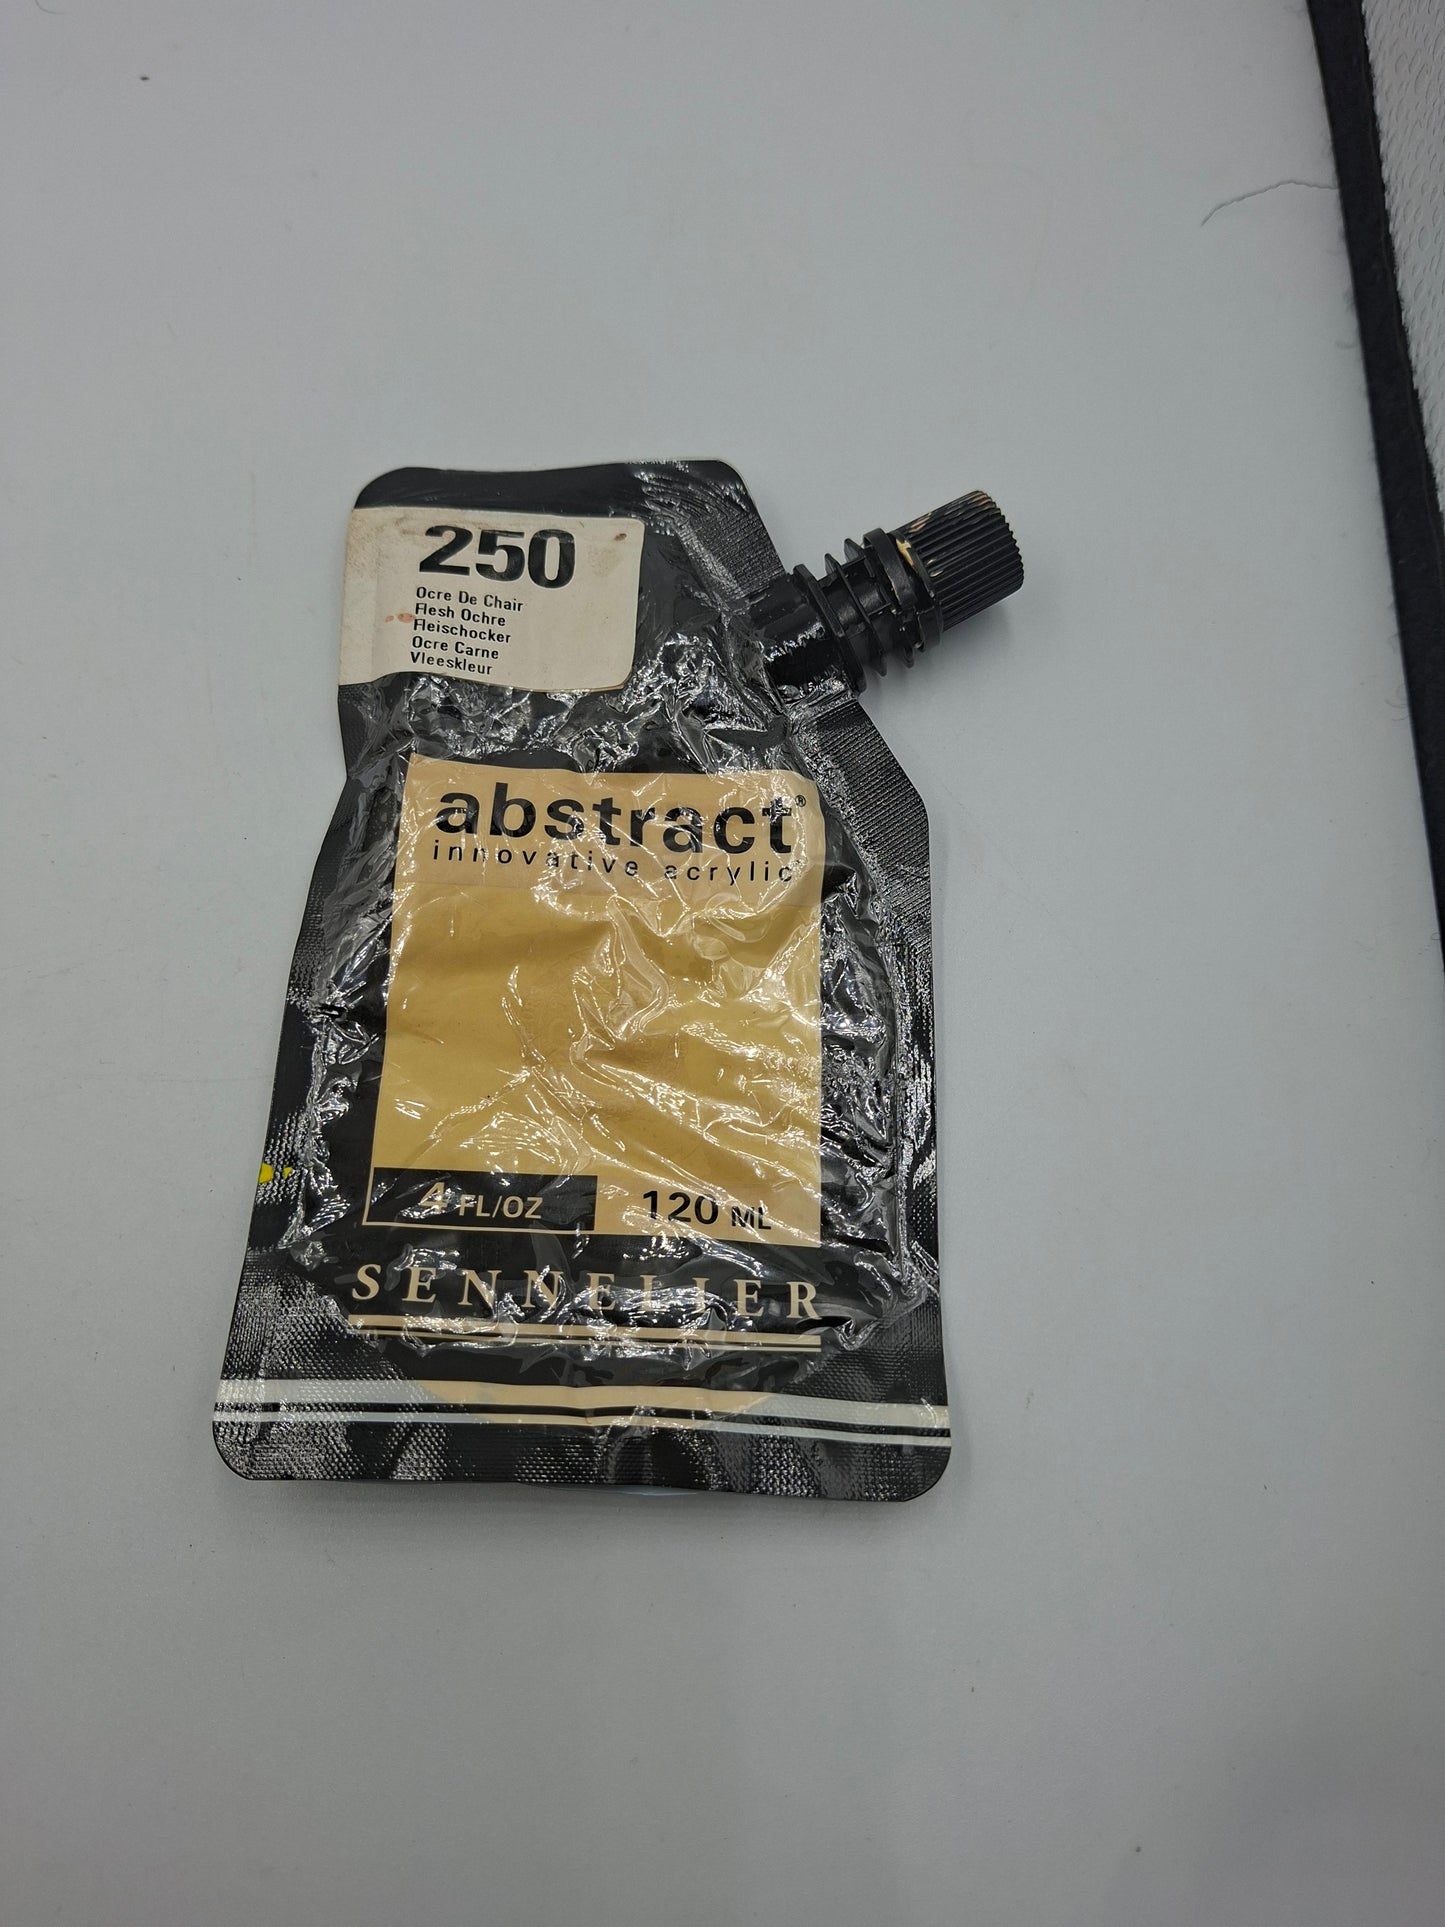 250
Ocre De Chair
Flesh Ochre
Fleischocker
Ocre Carne
Vleeskleur
abstract®
innovative acrylic
4 FL/OZ
120 ML
SENNELIER